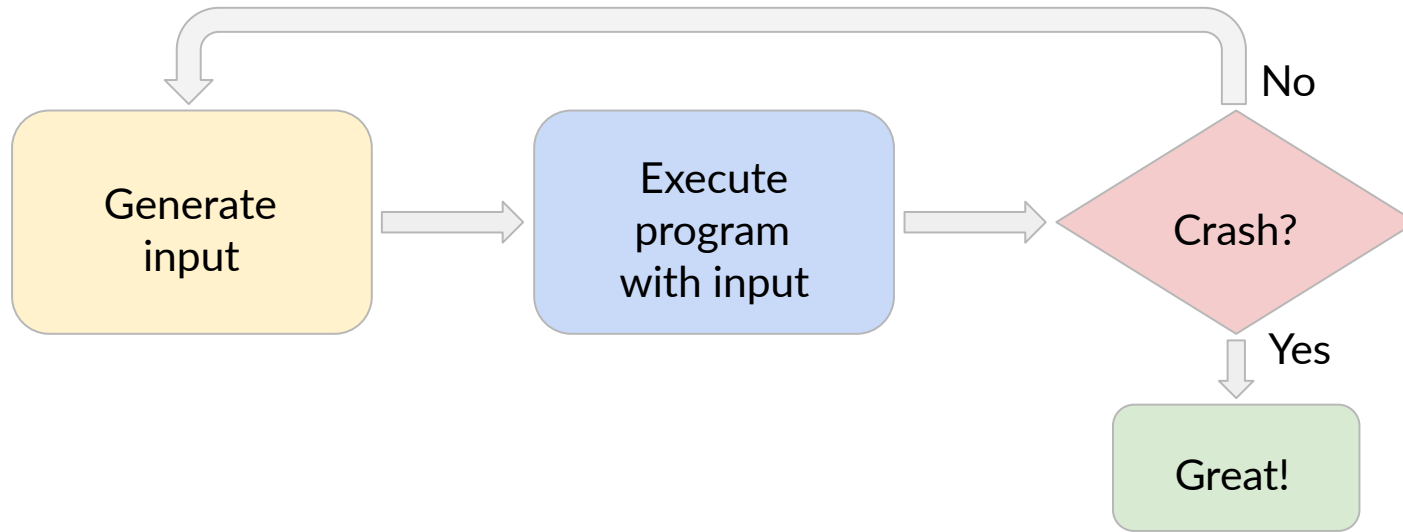 No
Generate
input
Execute
program
with input
Crash?
Yes
Great!